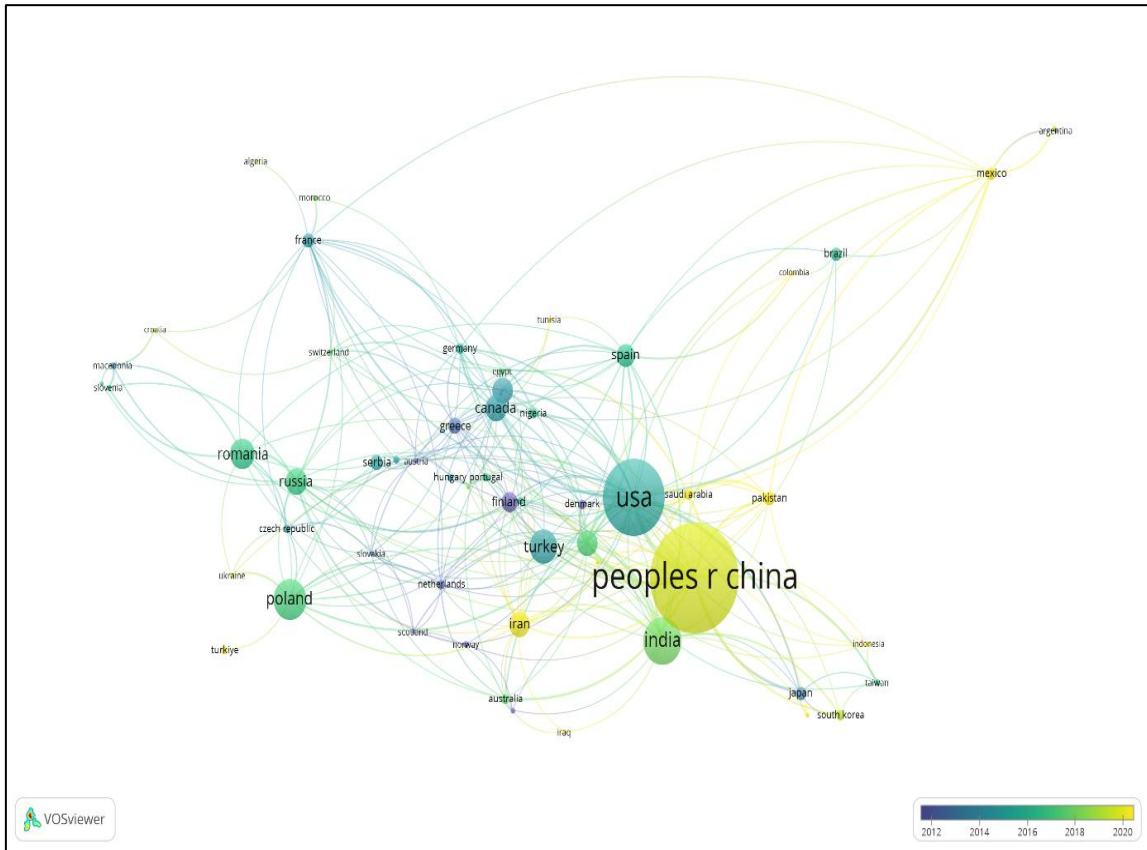 argentina
algeria
mexico
morocco
france
brazil
colombia
tunisia
croatia
germany
switzerland
spain
macedonia
egypt
slovenia
canada
nigeria
greece
romania
serbia
austria
russia
hungary
portugal
usa
saudi arabia
pakistan
finland
denmark
czech republic
turkey
slovakia
ukraine
netherlands
peoples r china
poland
iran
scotland
india
norway
indonesia
turkiye
taiwan
japan
australia
south korea
iraq
VOSviewer
2012 2014 2016 2018 2020